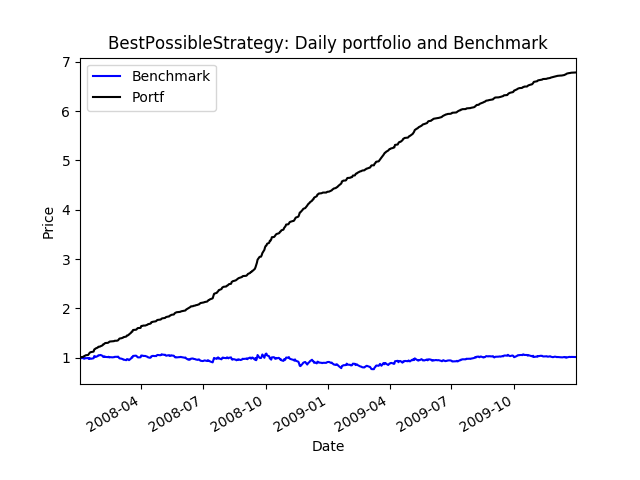 BestPossibleStrategy: Daily portfolio and Benchmark
Benchmark
Portf
Price
7
6
5
4
3
2
1
2008-04
2008-07
2008-10
2009-01
2009-04
2009-07
2009-10
Date